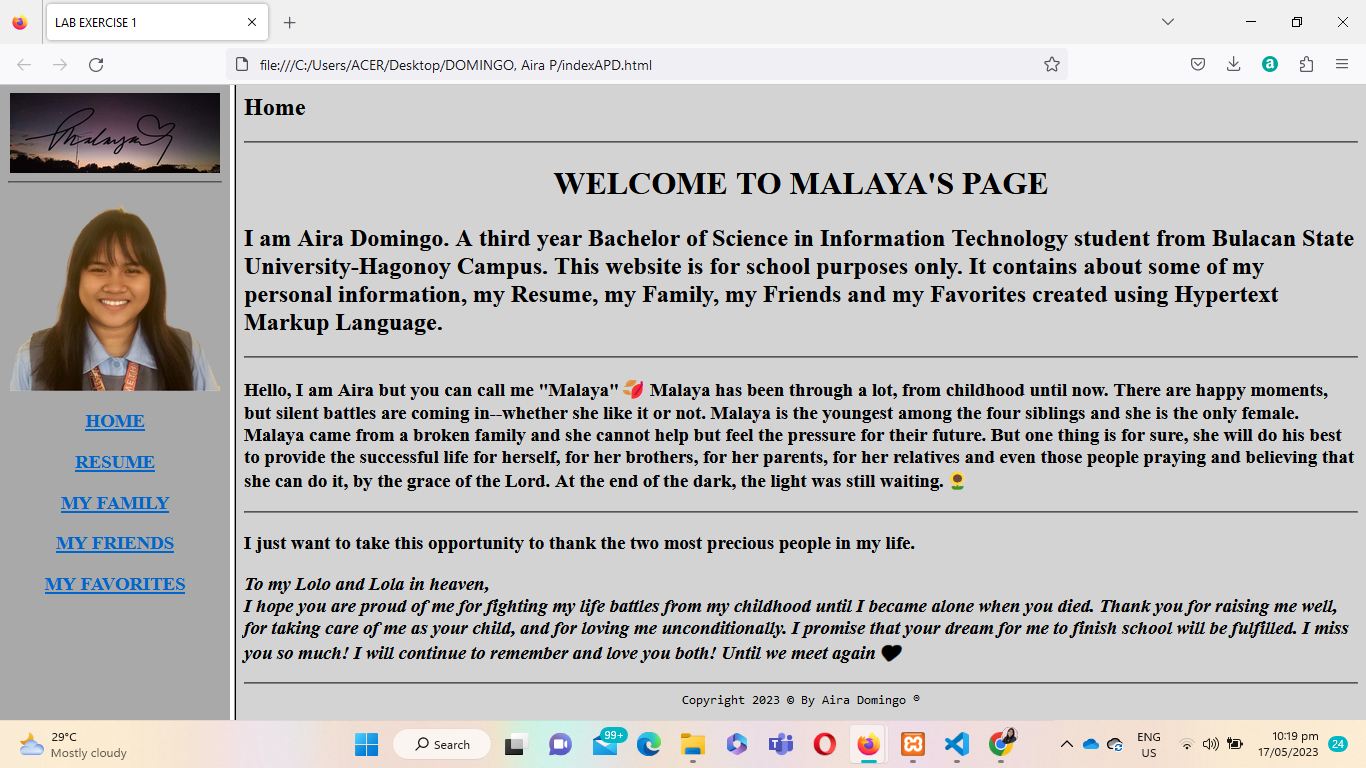 LAB EXERCISE 1
file:///C:/Users/ACER/Desktop/DOMINGO, Aira P/indexAPD.html
Malaya
HOME
RESUME
MY FAMILY
MY FRIENDS
MY FAVORITES
Home
WELCOME TO MALAYA'S PAGE
I am Aira Domingo. A third year Bachelor of Science in Information Technology student from Bulacan State
University-Hagonoy Campus. This website is for school purposes only. It contains about some of my
personal information, my Resume, my Family, my Friends and my Favorites created using Hypertext
Markup Language.
Hello, I am Aira but you can call me "Malaya" 🍂 Malaya has been through a lot, from childhood until now. There are happy moments,
but silent battles are coming in--whether she like it or not. Malaya is the youngest among the four siblings and she is the only female.
Malaya came from a broken family and she cannot help but feel the pressure for their future. But one thing is for sure, she will do his best
to provide the successful life for herself, for her brothers, for her parents, for her relatives and even those people praying and believing that
she can do it, by the grace of the Lord. At the end of the dark, the light was still waiting. 🌻
I just want to take this opportunity to thank the two most precious people in my life.
To my Lolo and Lola in heaven,
I hope you are proud of me for fighting my life battles from my childhood until I became alone when you died. Thank you for raising me well,
for taking care of me as your child, and for loving me unconditionally. I promise that your dream for me to finish school will be fulfilled. I miss
you so much! I will continue to remember and love you both! Until we meet again 🖤
Copyright 2023 © By Aira Domingo ®
29°C
Mostly cloudy
Search
99+
ENG
US
10:19 pm
17/05/2023
24